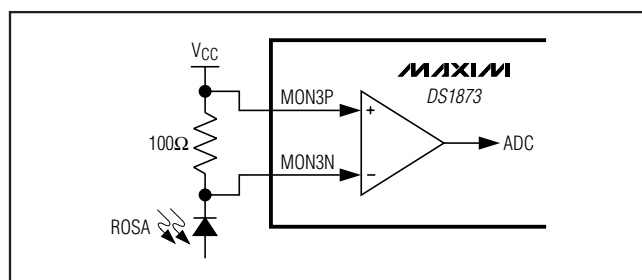 VCC
MAXIM
DS1873
MON3P
+
100Ω
ADC
MON3N
−
ROSA